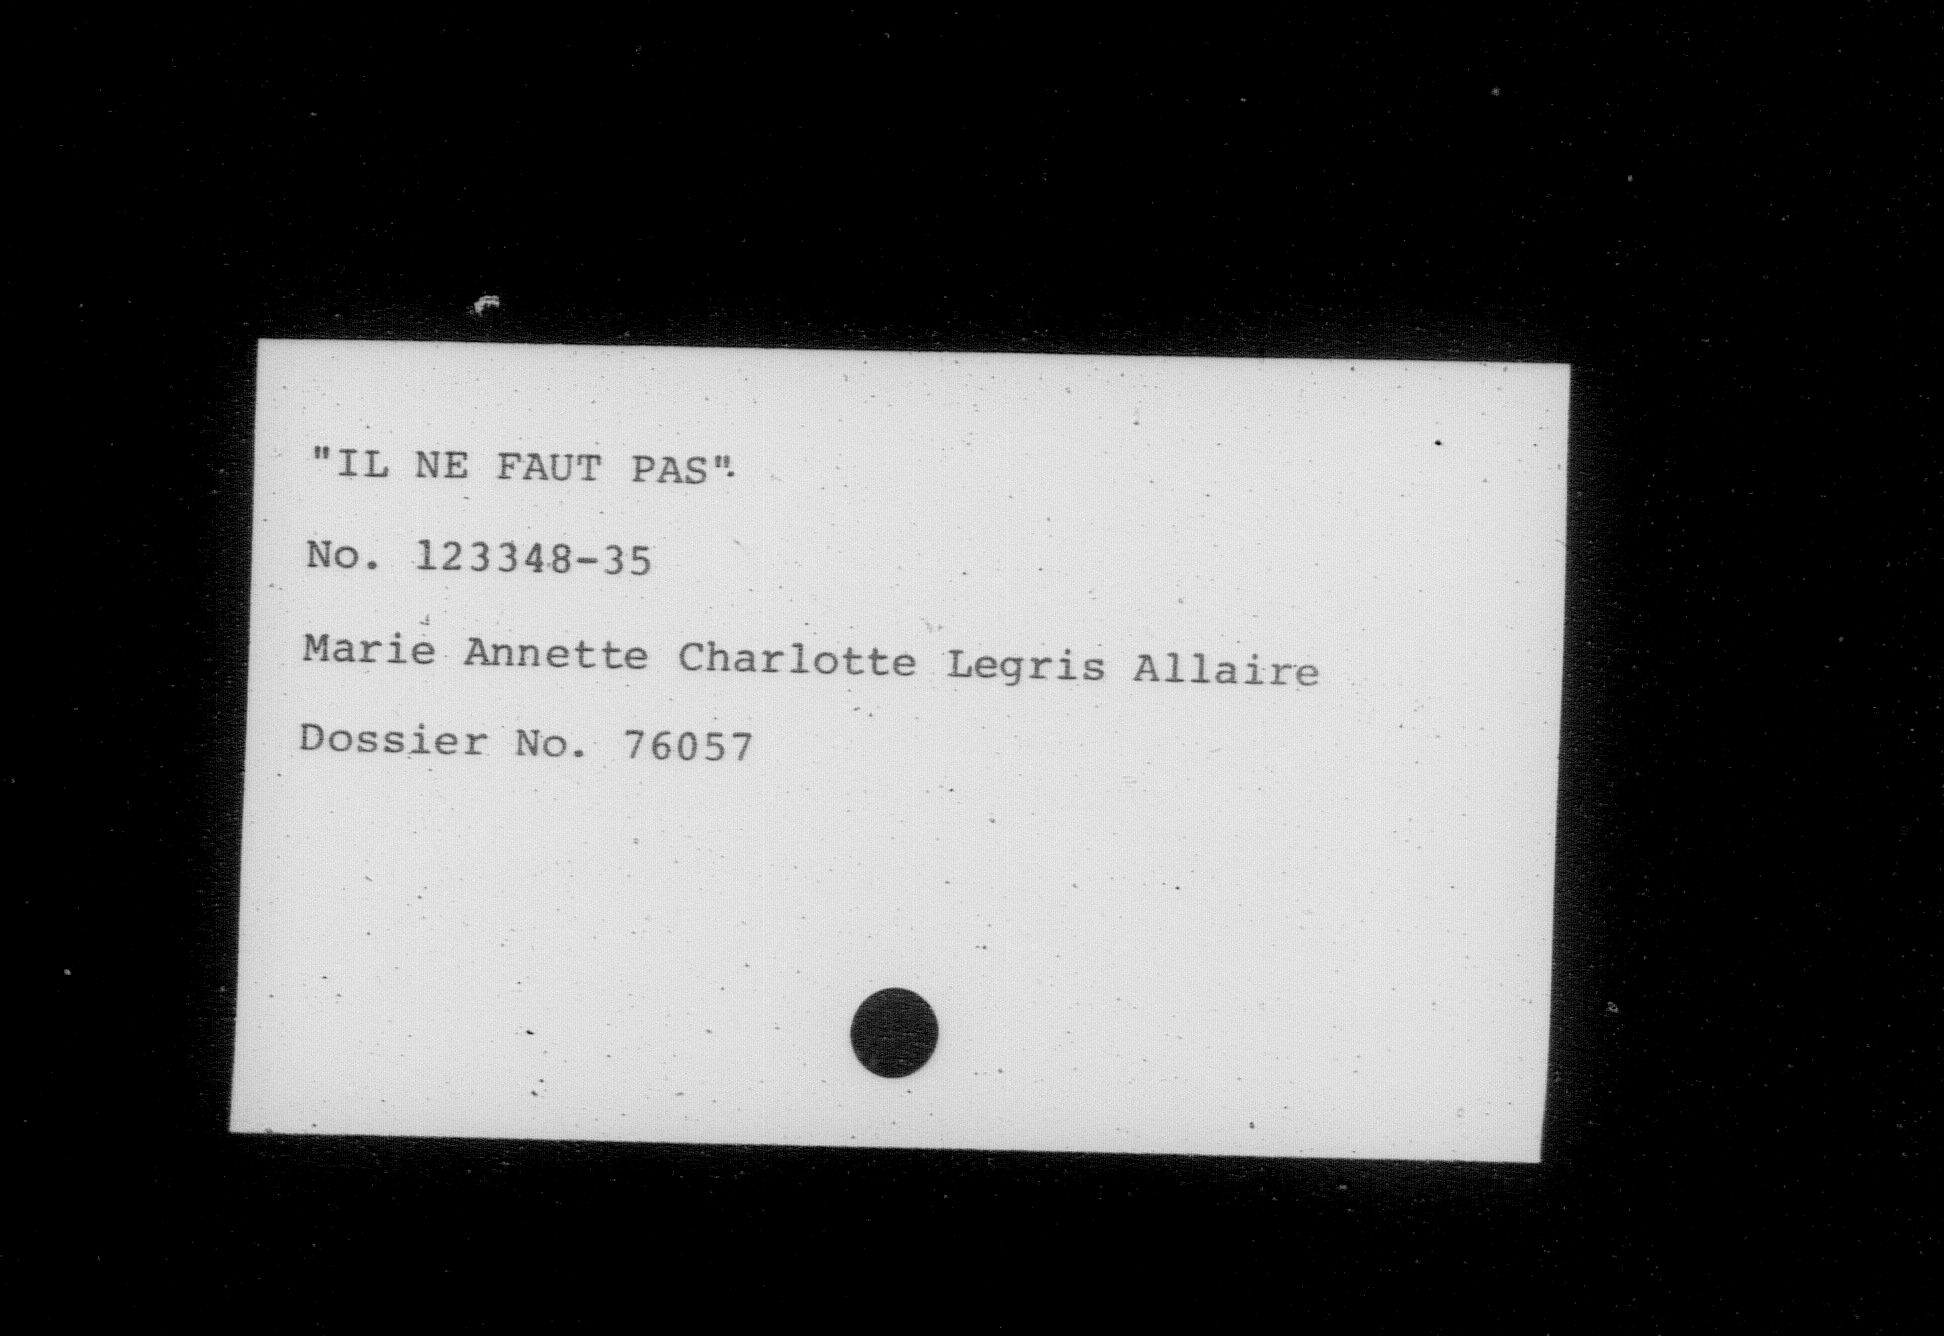 "IL NE FAUT PAS".
No. 123348-35
Marie Annette Charlotte Legris Allaire
Dossier No. 76057